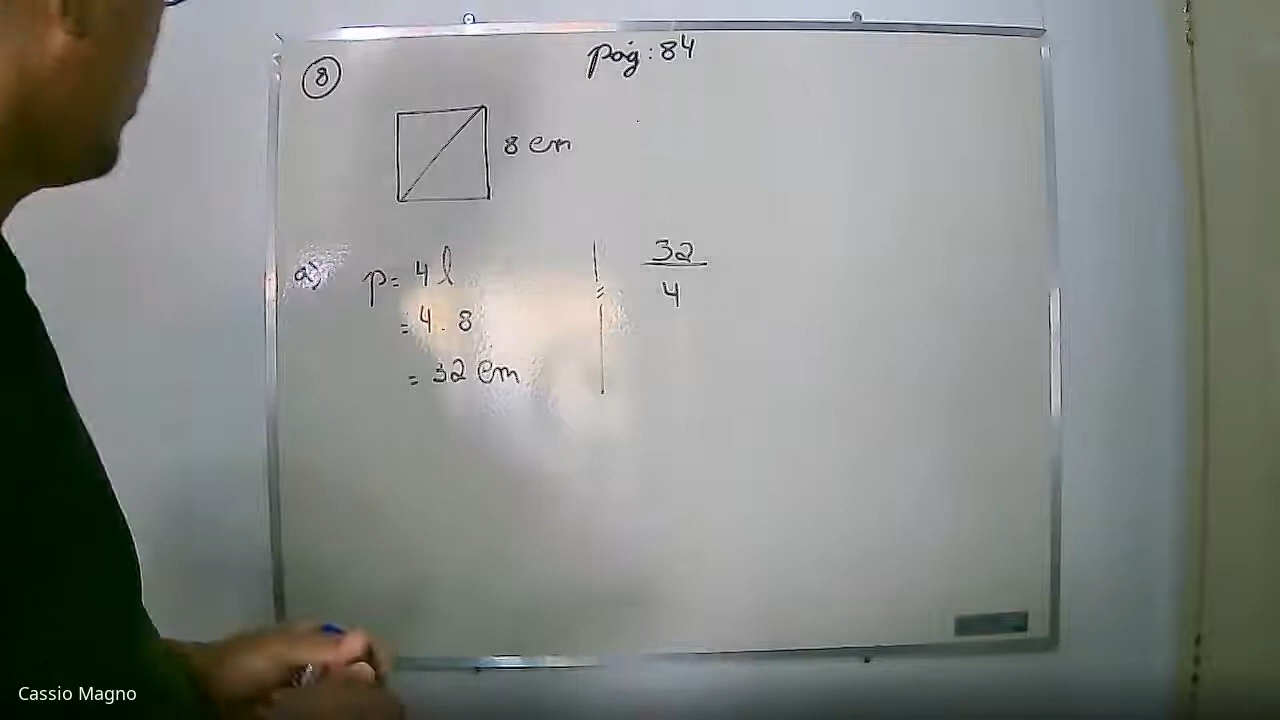 pág: 84
8
8 cm
a) p = 4 l
= 4 . 8
= 32 cm
=
32
4
Cassio Magno